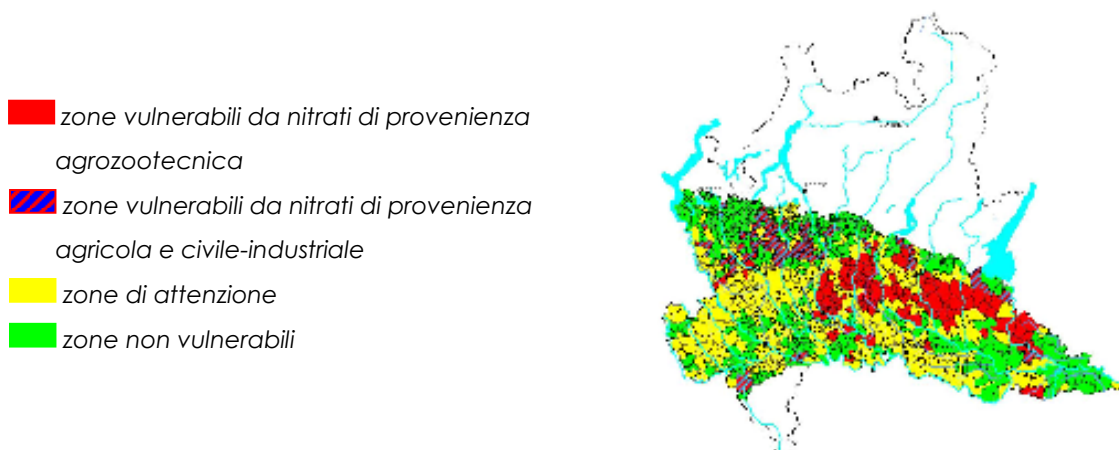 zone vulnerabili da nitrati di provenienza
agrozootecnica
zone vulnerabili da nitrati di provenienza
agricola e civile-industriale
zone di attenzione
zone non vulnerabili